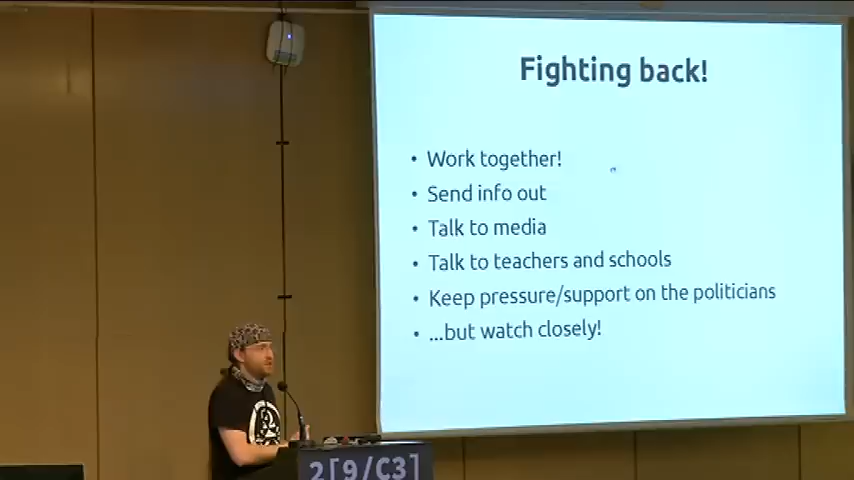 Fighting back!
• Work together!
• Send info out
• Talk to media
• Talk to teachers and schools
• Keep pressure/support on the politicians
• ...but watch closely!
2[9/C3]